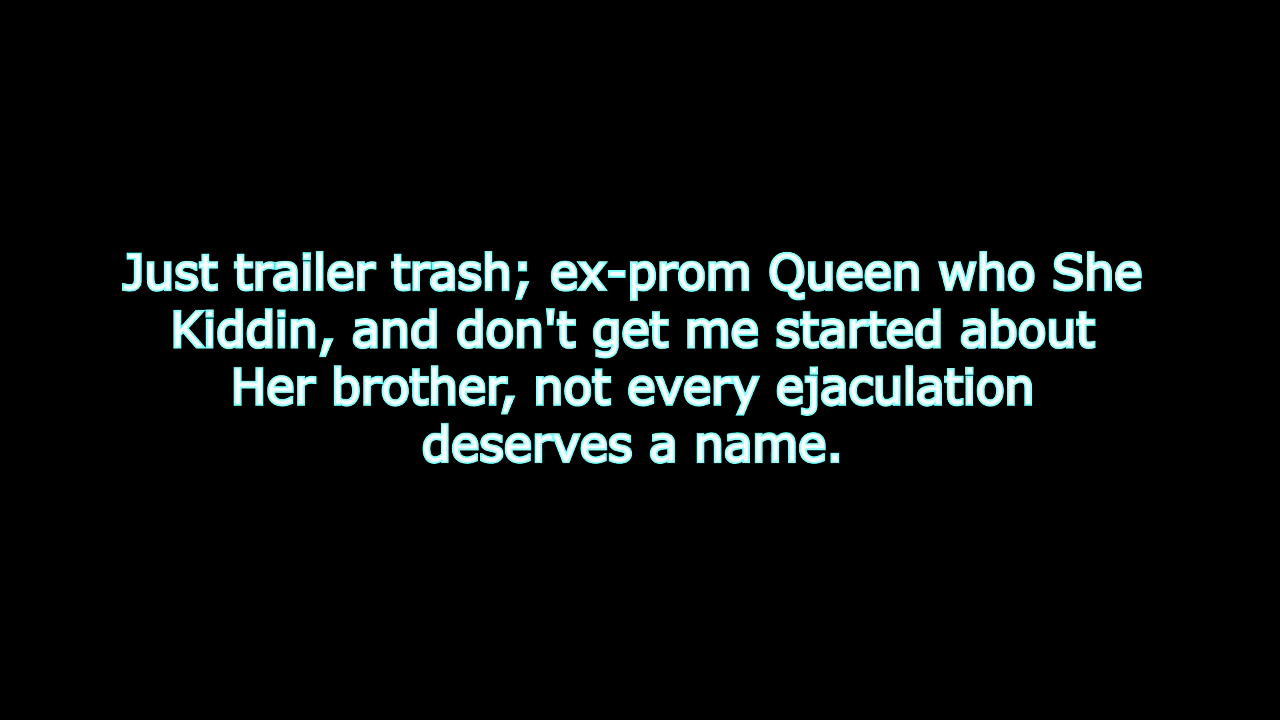 Just trailer trash; ex-prom Queen who She
Kiddin, and don't get me started about
Her brother, not every ejaculation
deserves a name.